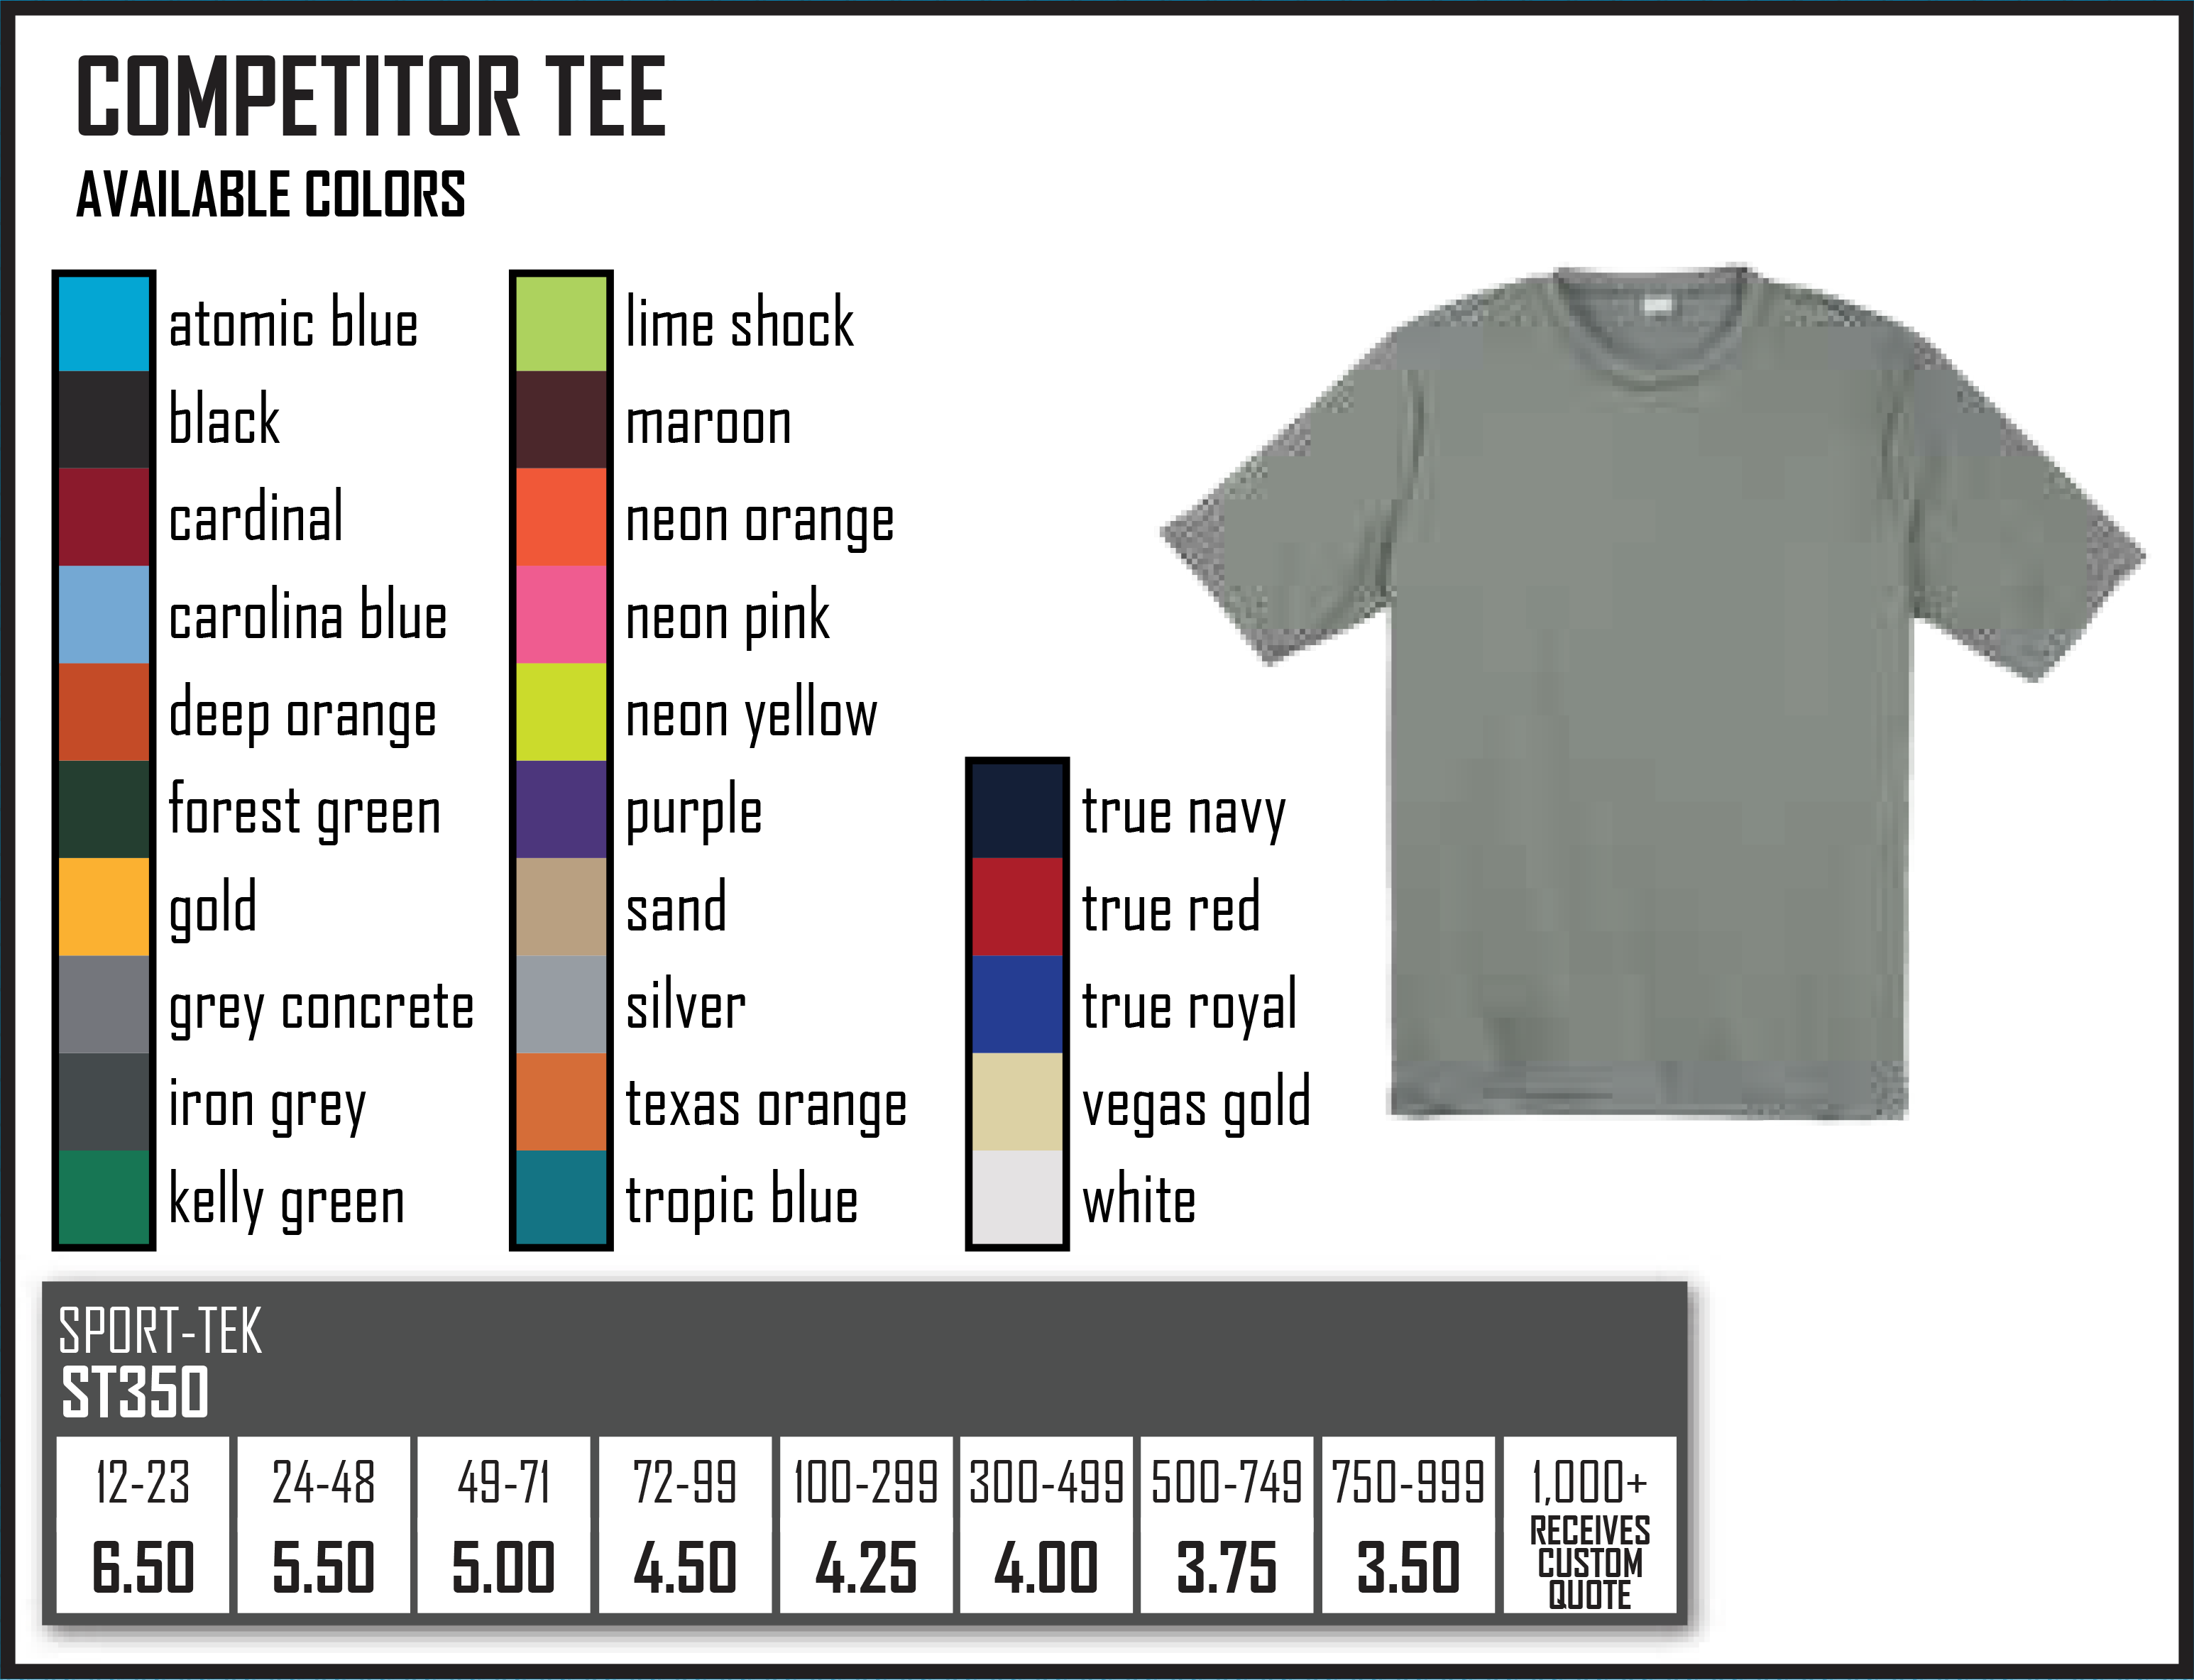 COMPETITOR TEE
AVAILABLE COLORS
atomic blue
black
cardinal
carolina blue
deep orange
forest green
gold
grey concrete
iron grey
kelly green
lime shock
maroon
neon orange
neon pink
neon yellow
purple
sand
silver
texas orange
tropic blue
true navy
true red
true royal
vegas gold
white
SPORT-TEK
ST350
12-23 24-48 49-71 72-99 100-299 300-499 500-749 750-999 1,000+
6.50 5.50 5.00 4.50 4.25 4.00 3.75 3.50 RECEIVES
CUSTOM
QUOTE